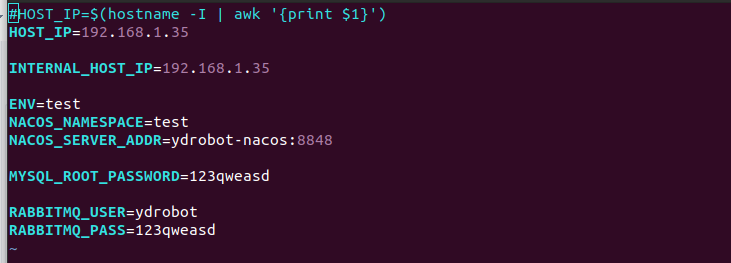 #HOST_IP=$(hostname -I | awk '{print $1}')
HOST_IP=192.168.1.35
INTERNAL_HOST_IP=192.168.1.35
ENV=test
NACOS_NAMESPACE=test
NACOS_SERVER_ADDR=ydrobot-nacos:8848
MYSQL_ROOT_PASSWORD=123qweasd
RABBITMQ_USER=ydrobot
RABBITMQ_PASS=123qweasd
~